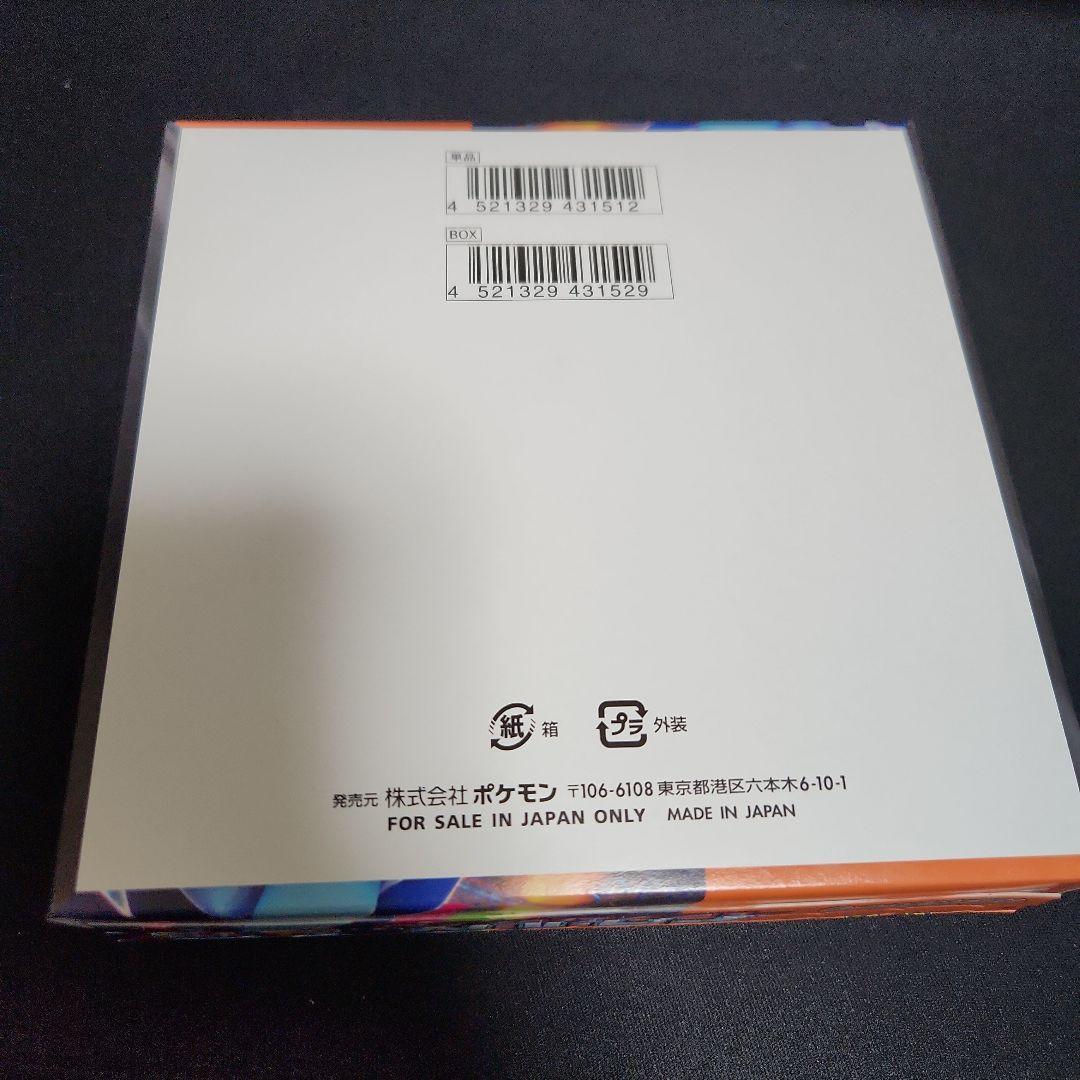 単品
4 521329 431512
BOX
4 521329 431529
紙 箱 プラ 外装
発売元 株式会社 ポケモン 〒106-6108 東京都港区六本木6-10-1
FOR SALE IN JAPAN ONLY MADE IN JAPAN